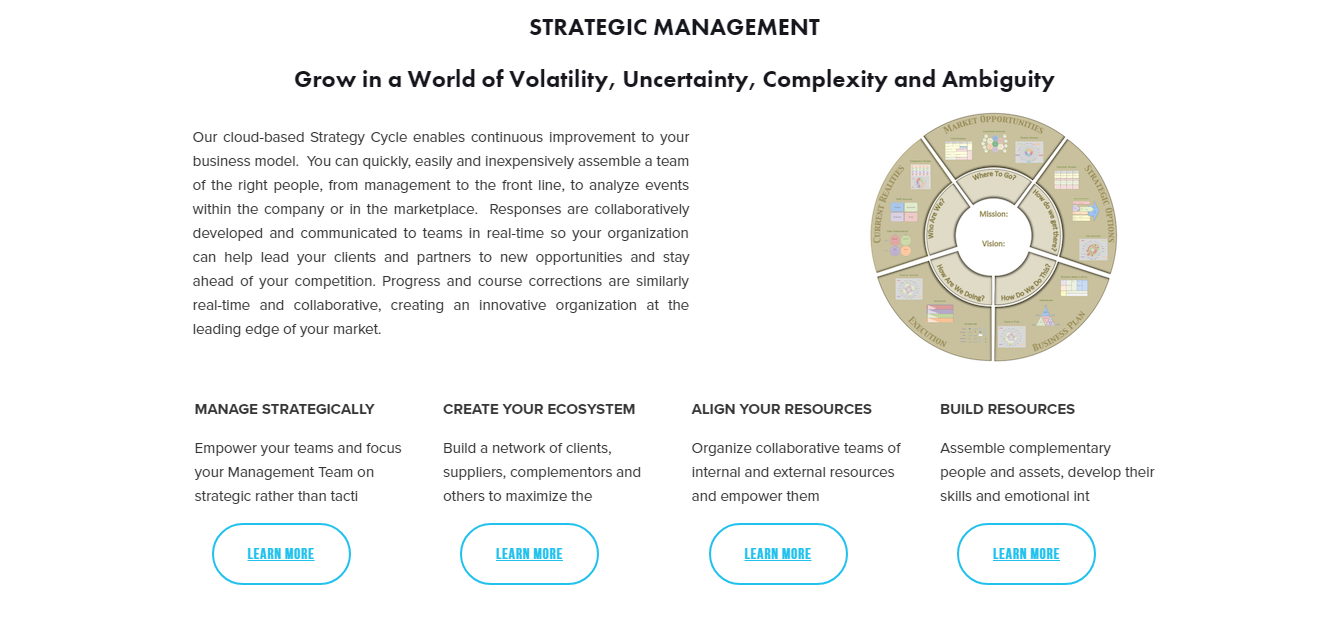 STRATEGIC MANAGEMENT
Grow in a World of Volatility, Uncertainty, Complexity and Ambiguity
Our cloud-based Strategy Cycle enables continuous improvement to your
business model.  You can quickly, easily and inexpensively assemble a team
of the right people, from management to the front line, to analyze events
within the company or in the marketplace.  Responses are collaboratively
developed and communicated to teams in real-time so your organization
can help lead your clients and partners to new opportunities and stay
ahead of your competition. Progress and course corrections are similarly
real-time and collaborative, creating an innovative organization at the
leading edge of your market.
MARKET OPPORTUNITIES
STRATEGIC OPTIONS
BUSINESS PLAN
EXECUTION
CURRENT REALITIES
Where To Go?
How do we get there?
How Do We Do This?
How Are We Doing?
Who Are We?
Mission:
Vision:
MANAGE STRATEGICALLY
Empower your teams and focus
your Management Team on
strategic rather than tacti
LEARN MORE
CREATE YOUR ECOSYSTEM
Build a network of clients,
suppliers, complementors and
others to maximize the
LEARN MORE
ALIGN YOUR RESOURCES
Organize collaborative teams of
internal and external resources
and empower them
LEARN MORE
BUILD RESOURCES
Assemble complementary
people and assets, develop their
skills and emotional int
LEARN MORE